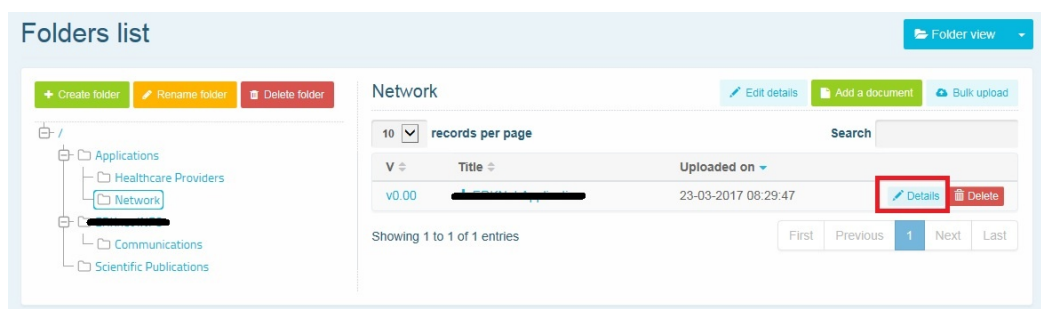 Folders list
Folder view
Create folder Rename folder Delete folder
/
Applications
Healthcare Providers
Network
Communications
Scientific Publications
Network
Edit details Add a document Bulk upload
10 records per page Search
V Title Uploaded on
v0.00 23-03-2017 08:29:47 Details Delete
Showing 1 to 1 of 1 entries First Previous 1 Next Last